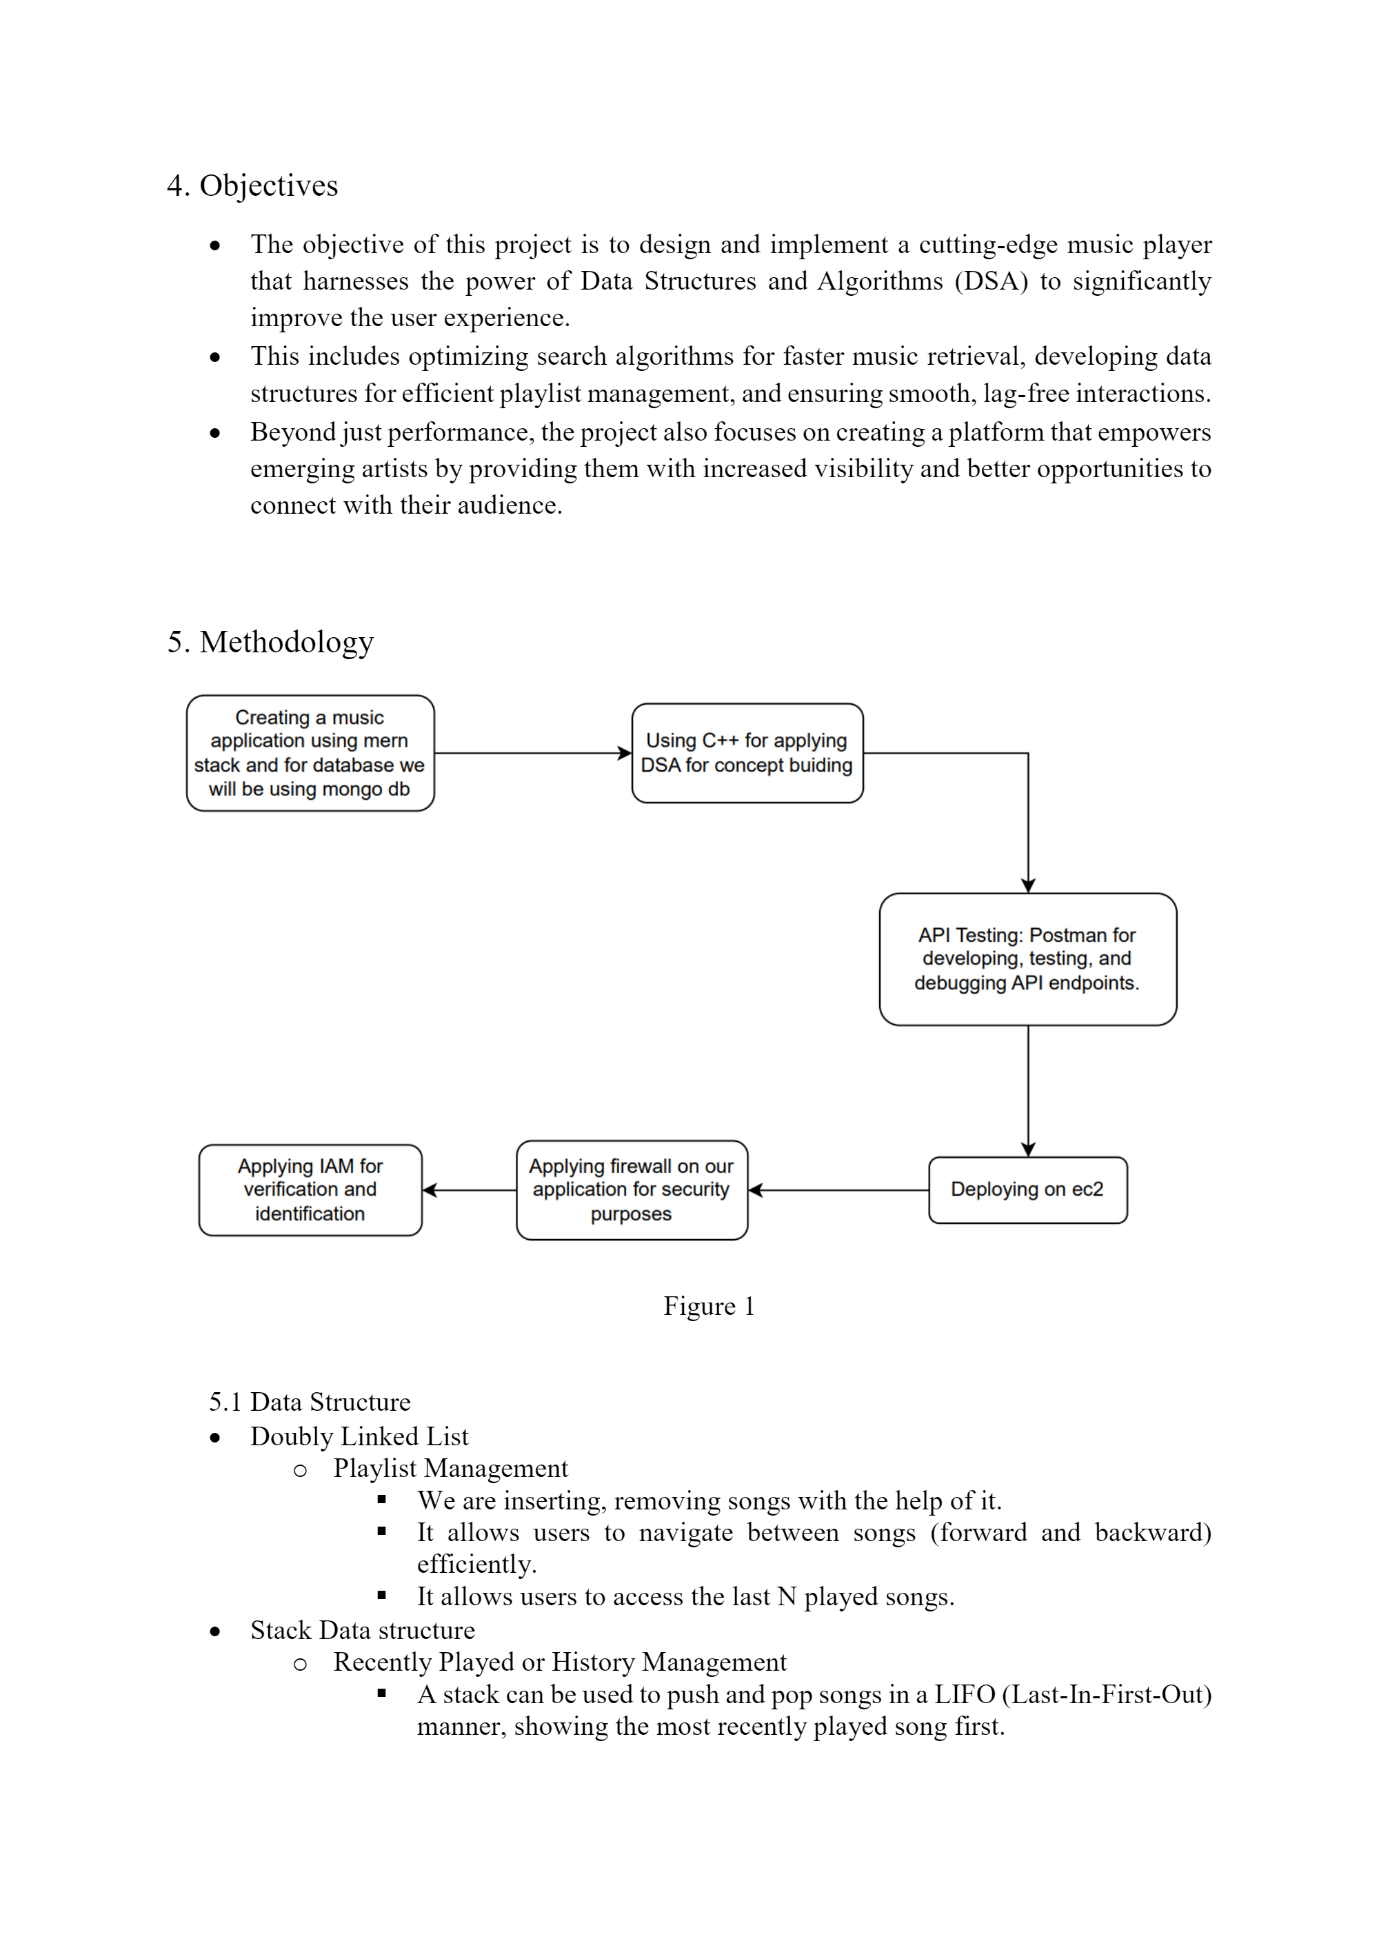 4. Objectives
• The objective of this project is to design and implement a cutting-edge music player
that harnesses the power of Data Structures and Algorithms (DSA) to significantly
improve the user experience.
• This includes optimizing search algorithms for faster music retrieval, developing data
structures for efficient playlist management, and ensuring smooth, lag-free interactions.
• Beyond just performance, the project also focuses on creating a platform that empowers
emerging artists by providing them with increased visibility and better opportunities to
connect with their audience.
5. Methodology
Creating a music
application using mern
stack and for database we
will be using mongo db
Using C++ for applying
DSA for concept buiding
API Testing: Postman for
developing, testing, and
debugging API endpoints.
Deploying on ec2
Applying firewall on our
application for security
purposes
Applying IAM for
verification and
identification
Figure 1
5.1 Data Structure
• Doubly Linked List
o Playlist Management
▪ We are inserting, removing songs with the help of it.
▪ It allows users to navigate between songs (forward and backward)
efficiently.
▪ It allows users to access the last N played songs.
• Stack Data structure
o Recently Played or History Management
▪ A stack can be used to push and pop songs in a LIFO (Last-In-First-Out)
manner, showing the most recently played song first.